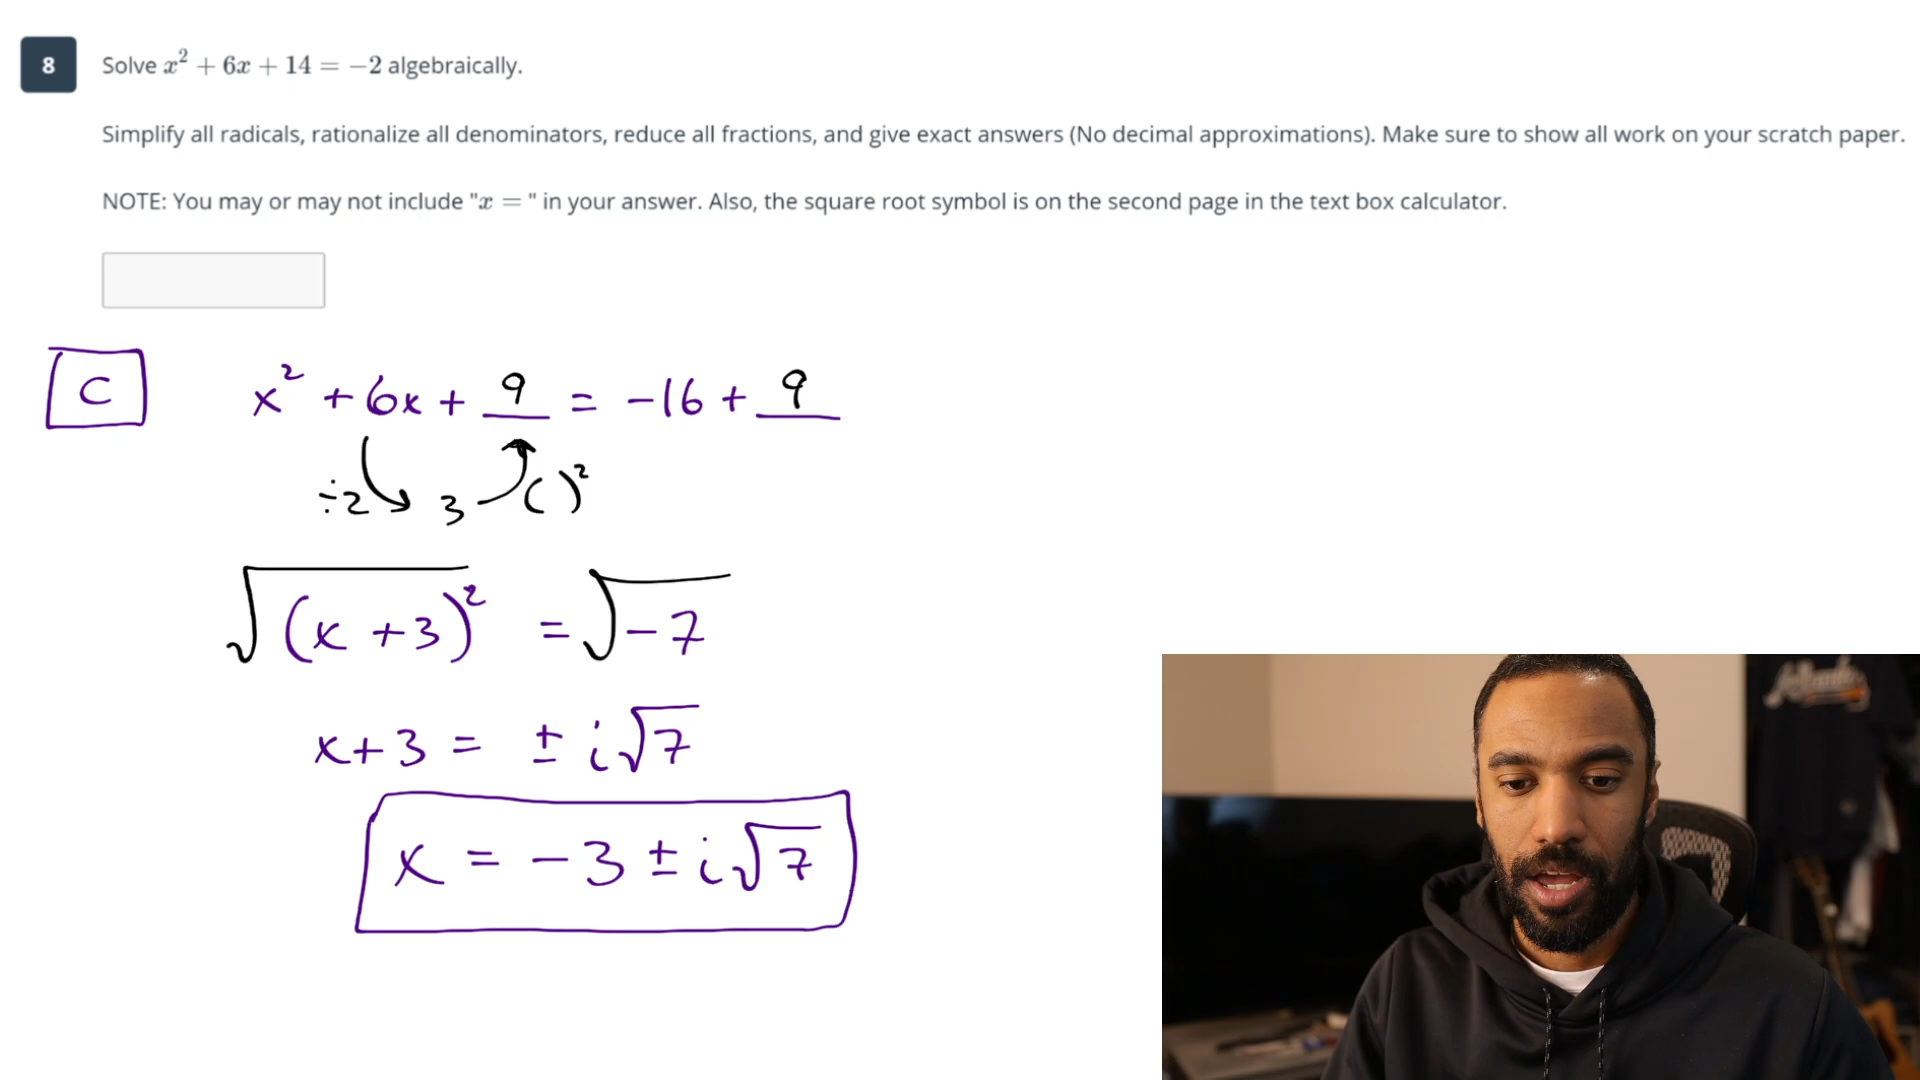 8 Solve x² + 6x + 14 = −2 algebraically.
Simplify all radicals, rationalize all denominators, reduce all fractions, and give exact answers (No decimal approximations). Make sure to show all work on your scratch paper.
NOTE: You may or may not include "x = " in your answer. Also, the square root symbol is on the second page in the text box calculator.
C x² + 6x + 9 = -16 + 9
÷2 3 ( )²
√(x + 3)² = √-7
x + 3 = ± i√7
x = -3 ± i√7